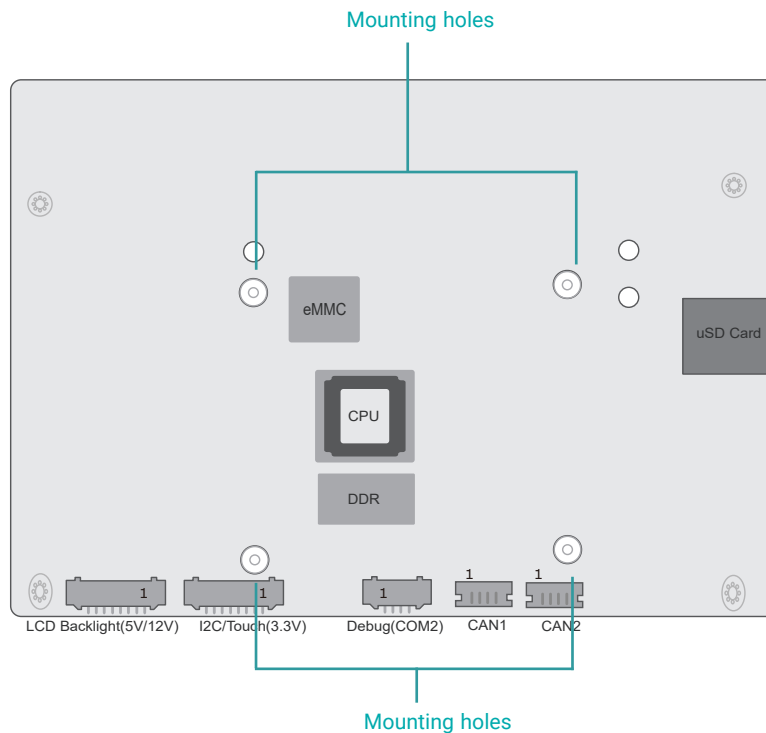 Mounting holes
eMMC
uSD Card
CPU
DDR
1
1
1
1
1
LCD Backlight(5V/12V)
I2C/Touch(3.3V)
Debug(COM2)
CAN1
CAN2
Mounting holes